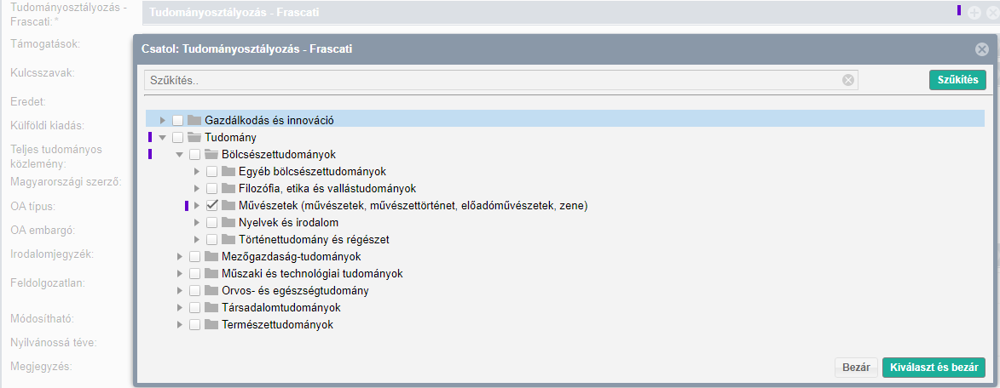 Tudományosztályozás -
Frascati:*
Tudományosztályozás - Frascati
Támogatások:
Csatol: Tudományosztályozás - Frascati
Kulcsszavak:
Szűkítés..
Szűkítés
Eredet:
Gazdálkodás és innováció
Külföldi kiadás:
Tudomány
Teljes tudományos
közlemény:
Bölcsészettudományok
Egyéb bölcsészettudományok
Magyarországi szerző:
Filozófia, etika és vallástudományok
OA típus:
Művészetek (művészetek, művészettörténet, előadóművészetek, zene)
OA embargó:
Nyelvek és irodalom
Történettudomány és régészet
Irodalomjegyzék:
Mezőgazdaság-tudományok
Műszaki és technológiai tudományok
Feldolgozatlan:
Orvos- és egészségtudomány
Társadalomtudományok
Módosítható:
Természettudományok
Nyilvánossá téve:
Megjegyzés:
Bezár
Kiválaszt és bezár